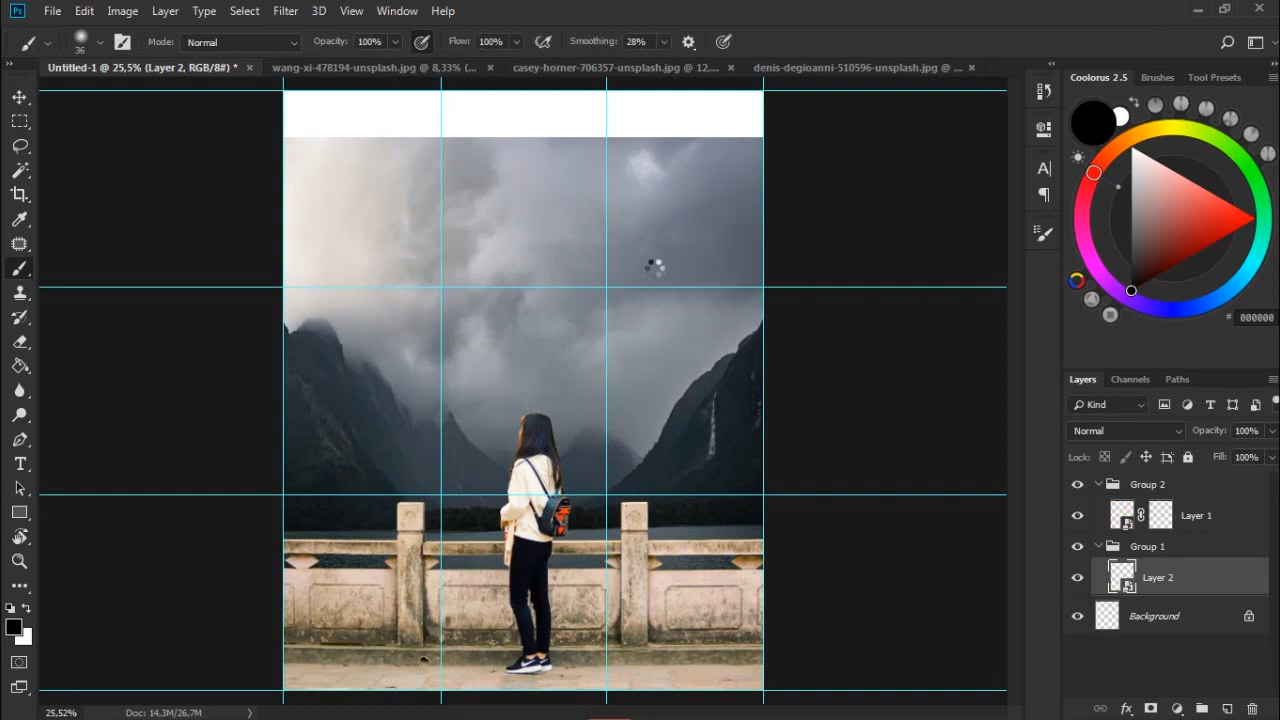 Ps File Edit Image Layer Type Select Filter 3D View Window Help
36 Mode: Normal Opacity: 100% Flow: 100% Smoothing: 28%
Untitled-1 @ 25,5% (Layer 2, RGB/8#) * × wang-xi-478194-unsplash.jpg @ 8,33% (... × casey-horner-706357-unsplash.jpg @ 12,... × denis-degioanni-510596-unsplash.jpg @ ... ×
Coolorus 2.5 Brushes Tool Presets
# 000000
Layers Channels Paths
Kind
Normal Opacity: 100%
Lock: Fill: 100%
Group 2
Layer 1
Group 1
Layer 2
Background
25,52% Doc: 14,3M/26,7M